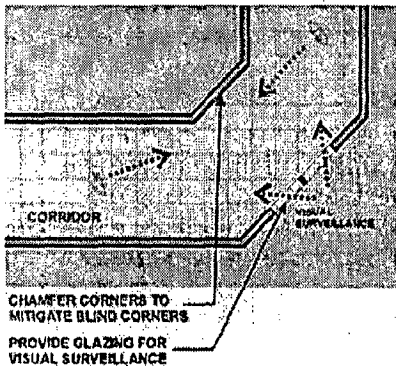 CORRIDOR
VISUAL
SURVEILLANCE
CHAMFER CORNERS TO
MITIGATE BLIND CORNERS
PROVIDE GLAZING FOR
VISUAL SURVEILLANCE